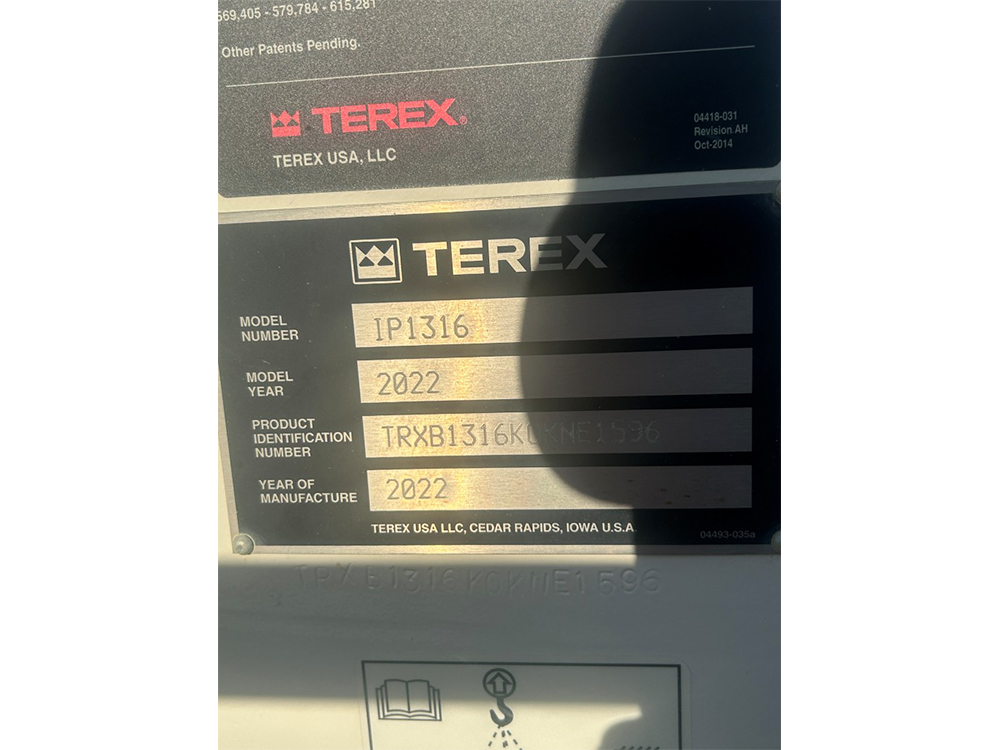 569,405 - 579,784 - 615,281
Other Patents Pending.
TEREX®
TEREX USA, LLC
04418-031
Revision AH
Oct-2014
TEREX
MODEL NUMBER IP1316
MODEL YEAR 2022
PRODUCT IDENTIFICATION NUMBER TRXB1316K0KNE1596
YEAR OF MANUFACTURE 2022
TEREX USA LLC, CEDAR RAPIDS, IOWA U.S.A.
04493-035a
TRXB1316K0KNE1596